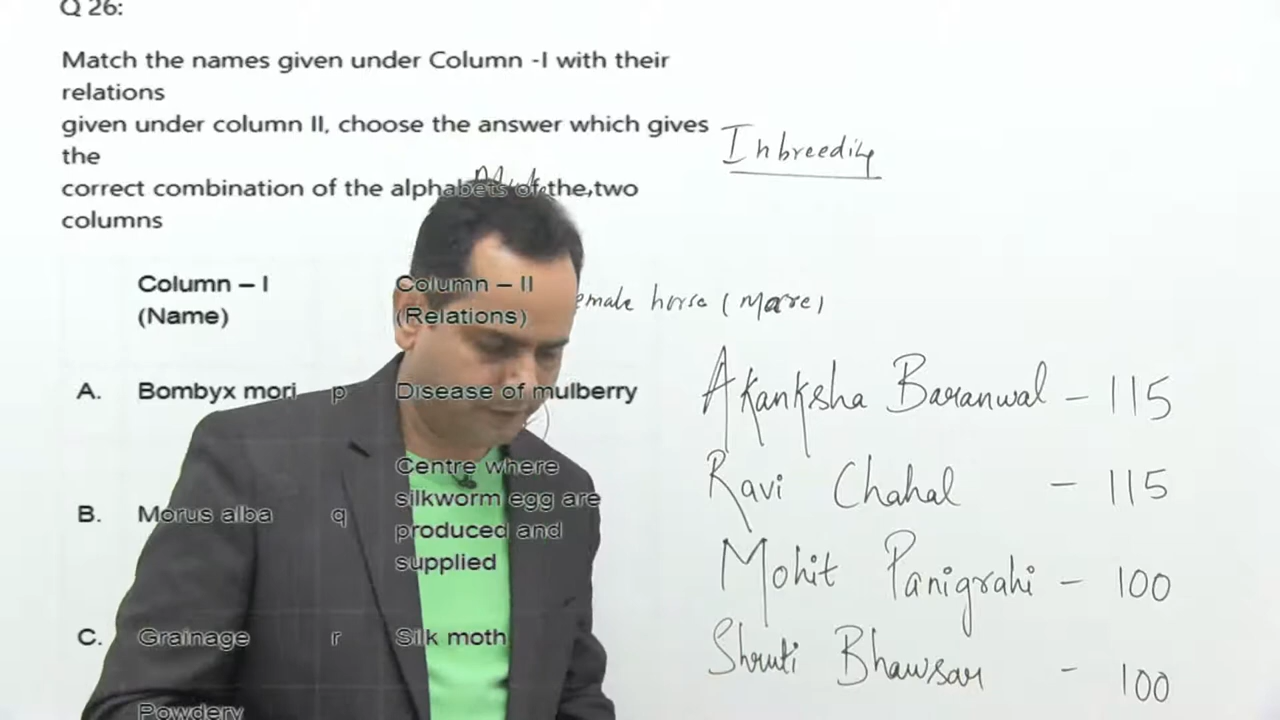 Q 26:
Match the names given under Column -I with their
relations
given under column II, choose the answer which gives
the
correct combination of the alphabets of the,two
columns
Inbreeding
Column – I
(Name)
Column – II
(Relations)
emale horse (Mare)
A. Bombyx mori p Disease of mulberry
B. Morus alba q Centre where
silkworm egg are
produced and
supplied
C. Grainage r Silk moth
Powdery
Akanksha Baranwal – 115
Ravi Chahal – 115
Mohit Panigrahi – 100
Shruti Bhawsar – 100